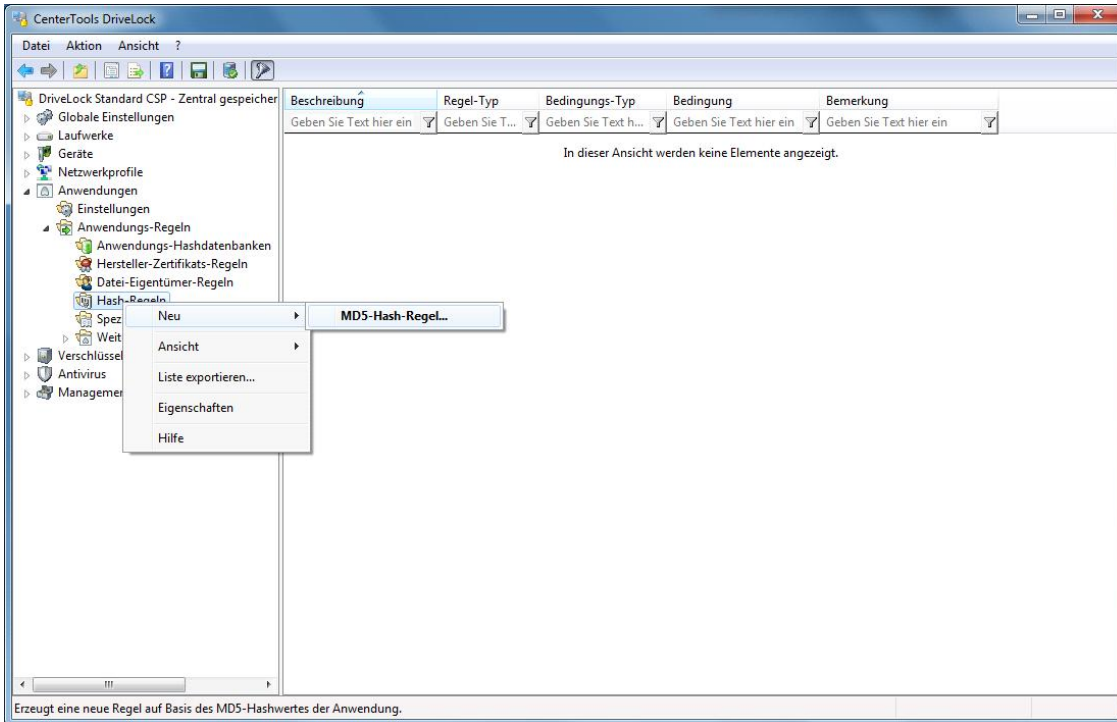 CenterTools DriveLock
Datei Aktion Ansicht ?
DriveLock Standard CSP - Zentral gespeicher
Globale Einstellungen
Laufwerke
Geräte
Netzwerkprofile
Anwendungen
Einstellungen
Anwendungs-Regeln
Anwendungs-Hashdatenbanken
Hersteller-Zertifikats-Regeln
Datei-Eigentümer-Regeln
Hash-Regeln
Spez
Weit
Verschlüssel
Antivirus
Managemen
Neu
Ansicht
Liste exportieren...
Eigenschaften
Hilfe
MD5-Hash-Regel...
Beschreibung Regel-Typ Bedingungs-Typ Bedingung Bemerkung
Geben Sie Text hier ein Geben Sie T... Geben Sie Text h... Geben Sie Text hier ein Geben Sie Text hier ein
In dieser Ansicht werden keine Elemente angezeigt.
Erzeugt eine neue Regel auf Basis des MD5-Hashwertes der Anwendung.